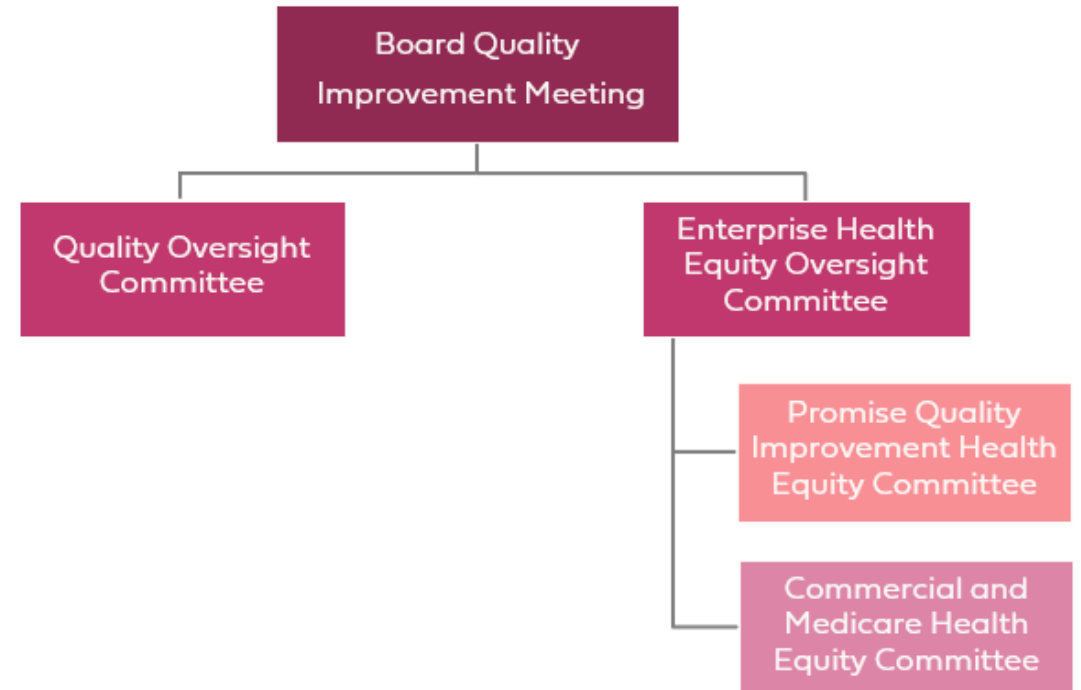 Board Quality
Improvement Meeting
Quality Oversight
Committee
Enterprise Health
Equity Oversight
Committee
Promise Quality
Improvement Health
Equity Committee
Commercial and
Medicare Health
Equity Committee